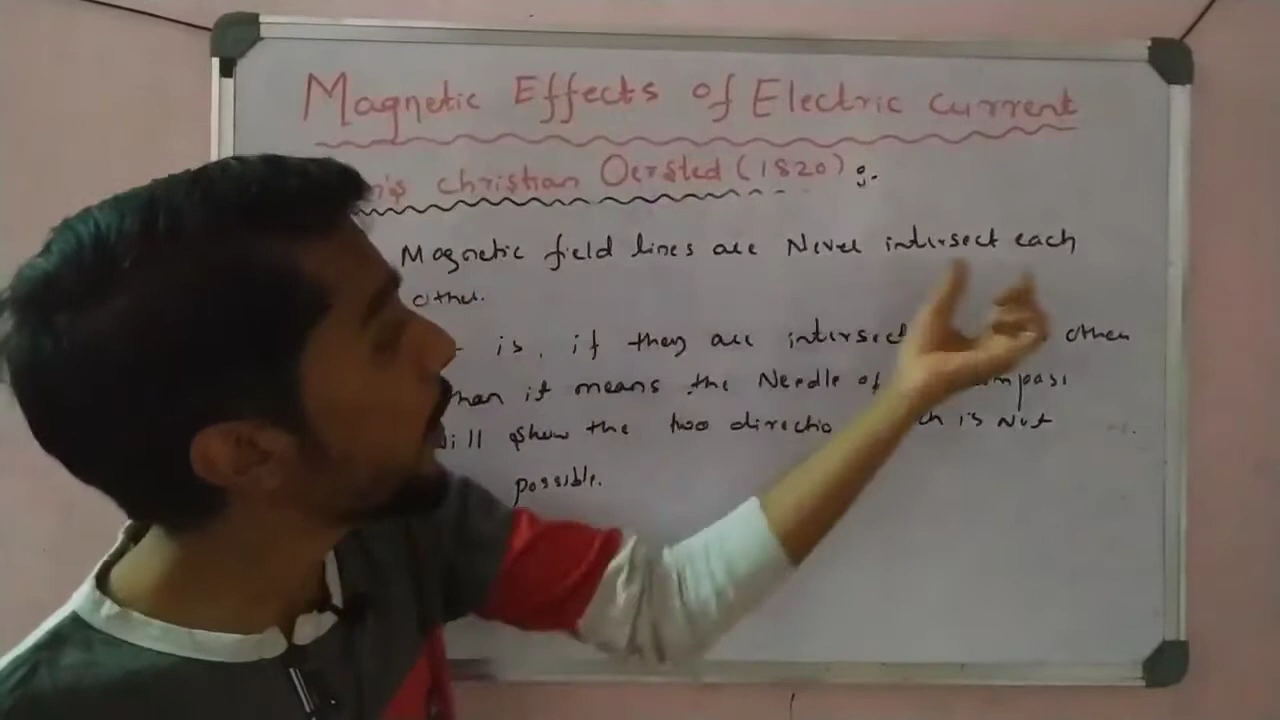 Magnetic Effects of Electric Current
Christian Oersted (1820) :-
Magnetic field lines are Never intersect each
other.
is, if they are intersect other
than it means the Needle of
will show the two directio is Not
possible.